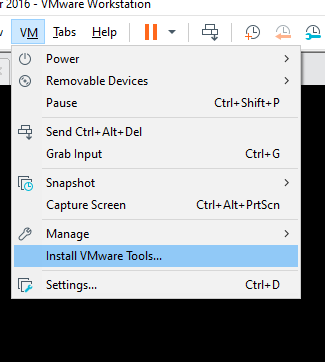 r 2016 - VMware Workstation
VM Tabs Help
Power
Removable Devices
Pause Ctrl+Shift+P
Send Ctrl+Alt+Del
Grab Input Ctrl+G
Snapshot
Capture Screen Ctrl+Alt+PrtScn
Manage
Install VMware Tools...
Settings... Ctrl+D